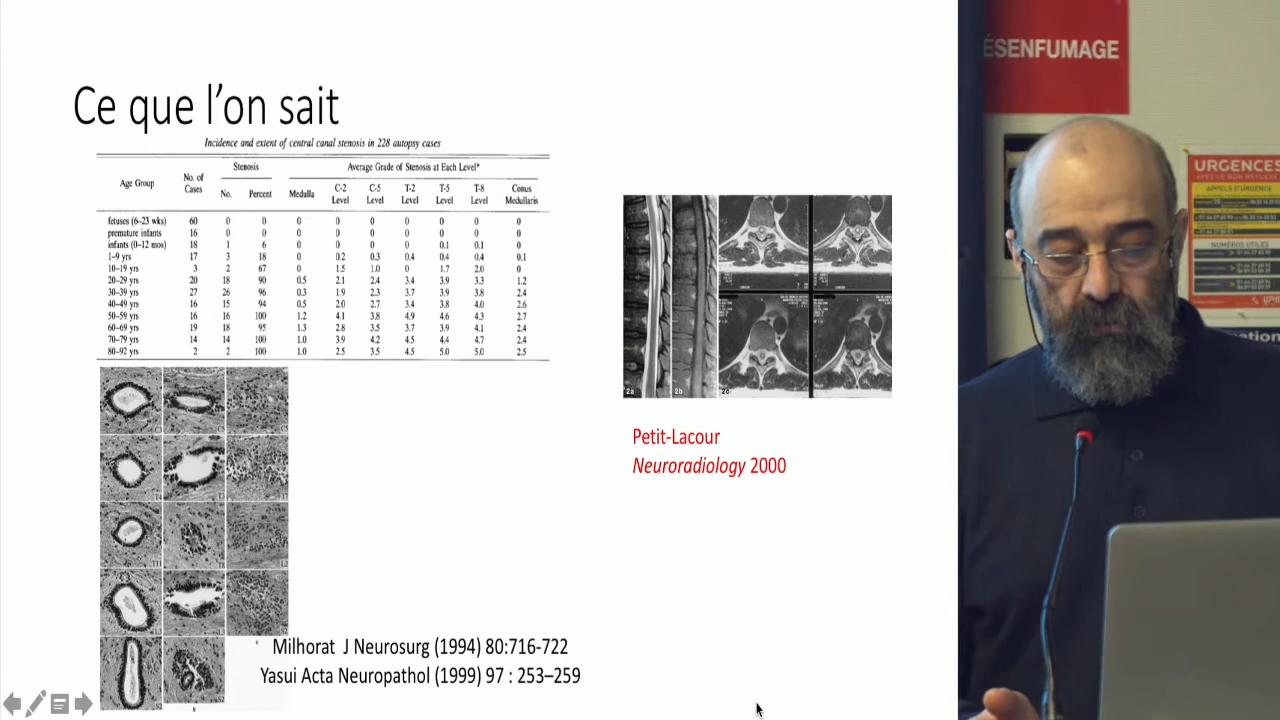 Ce que l'on sait
Incidence and extent of central canal stenosis in 228 autopsy cases
Stenosis Average Grade of Stenosis at Each Level*
Age Group No. of Cases No. Percent Medulla C-2 Level C-5 Level T-2 Level T-5 Level T-8 Level Conus Medullaris
fetuses (6–23 wks) 60 0 0 0 0 0 0 0 0 0
premature infants 16 0 0 0 0 0 0 0 0 0
infants (0–12 mos) 18 1 6 0 0 0 0 0.1 0.1 0
1–9 yrs 17 3 18 0 0.2 0.3 0.4 0.4 0.4 0.1
10–19 yrs 3 2 67 0 1.5 1.0 0 1.7 2.0 0
20–29 yrs 20 18 90 0.5 2.1 2.4 3.4 3.9 3.3 1.2
30–39 yrs 27 26 96 0.3 1.9 2.3 3.7 3.9 3.8 2.4
40–49 yrs 16 15 94 0.5 2.0 2.7 3.4 3.8 4.0 2.6
50–59 yrs 16 16 100 1.2 4.1 3.8 4.9 4.6 4.3 2.7
60–69 yrs 19 18 95 1.3 2.8 3.5 3.7 3.9 4.1 2.4
70–79 yrs 14 14 100 1.0 3.9 4.2 4.5 4.4 4.7 2.4
80–92 yrs 2 2 100 1.0 2.5 3.5 4.5 5.0 5.0 2.5
2a 2b 2c
Petit-Lacour
Neuroradiology 2000
Milhorat J Neurosurg (1994) 80:716-722
Yasui Acta Neuropathol (1999) 97 : 253–259
ÉSENFUMAGE
URGENCES
AYEZ LE BON REFLEXE
APPELS D'URGENCE
NUMÉROS UTILES
ation